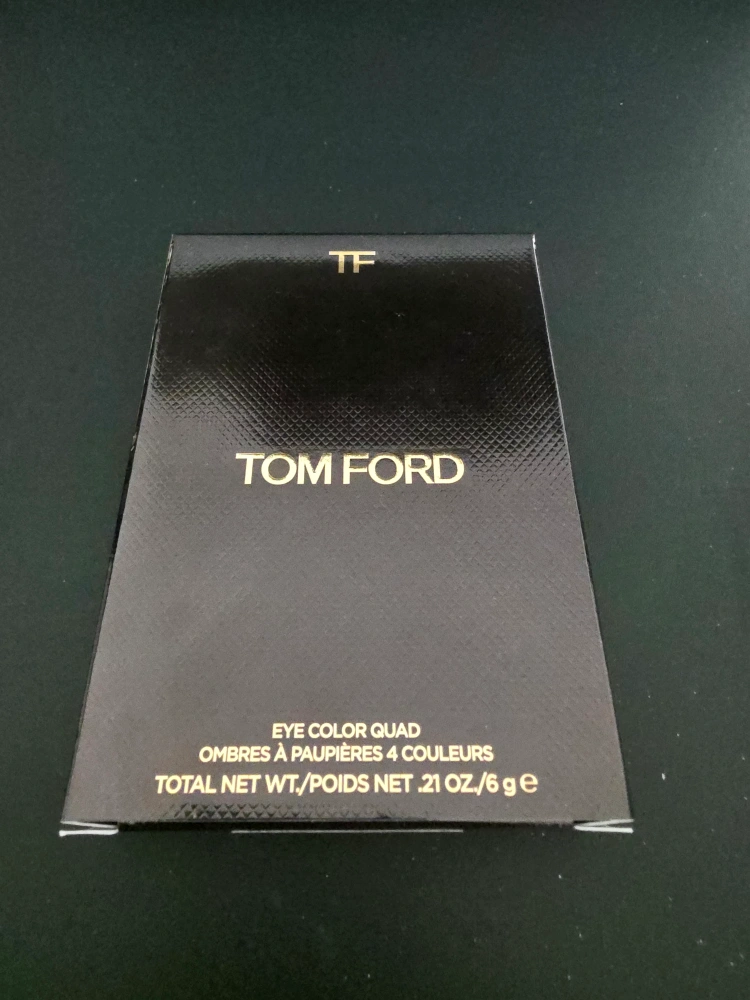 TF
TOM FORD
EYE COLOR QUAD
OMBRES À PAUPIÈRES 4 COULEURS
TOTAL NET WT./POIDS NET .21 OZ./6 g e